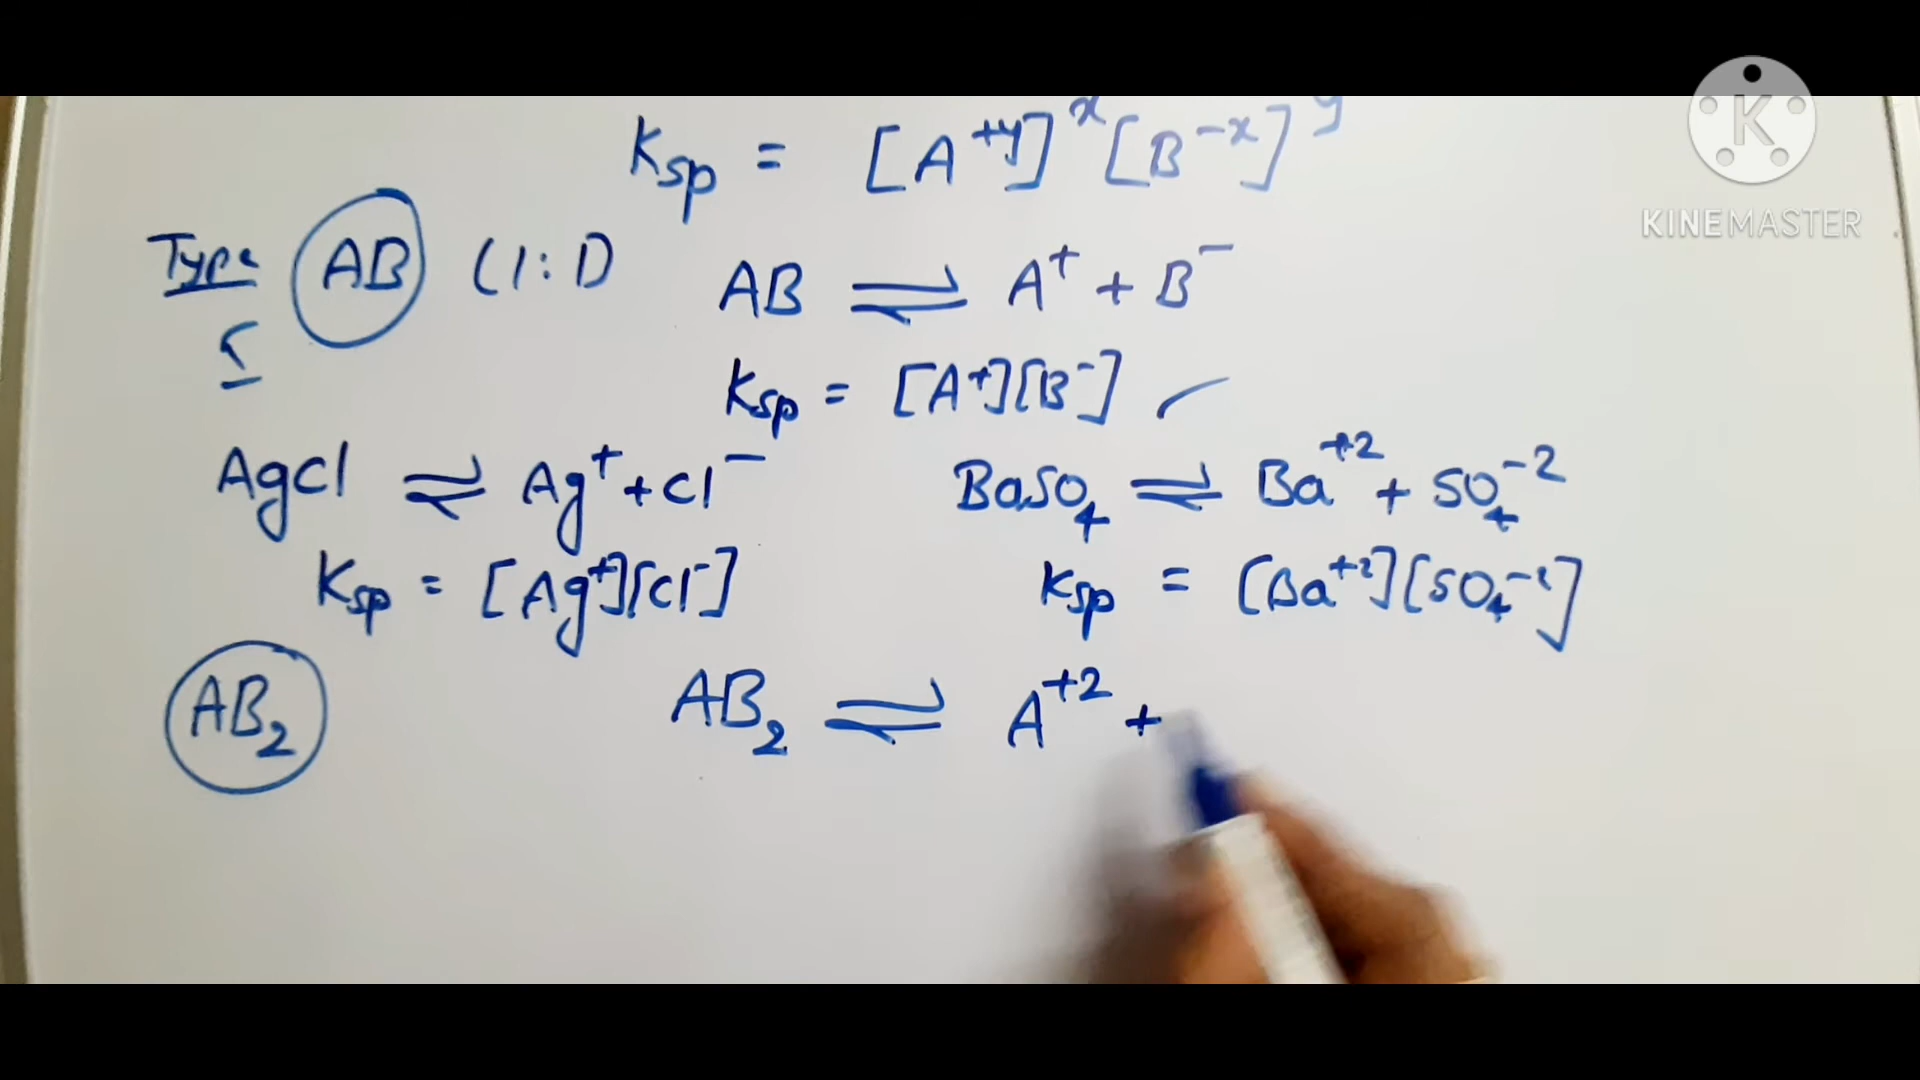 K
KINEMASTER
Ksp = [A+y]x[B-x]y
Type AB (1:1)
I
AB ⇌ A+ + B-
Ksp = [A+][B-]
AgCl ⇌ Ag+ + Cl-
BaSO4 ⇌ Ba+2 + SO4-2
Ksp = [Ag+][Cl-]
Ksp = [Ba+2][SO4-2]
AB2
AB2 ⇌ A+2 +